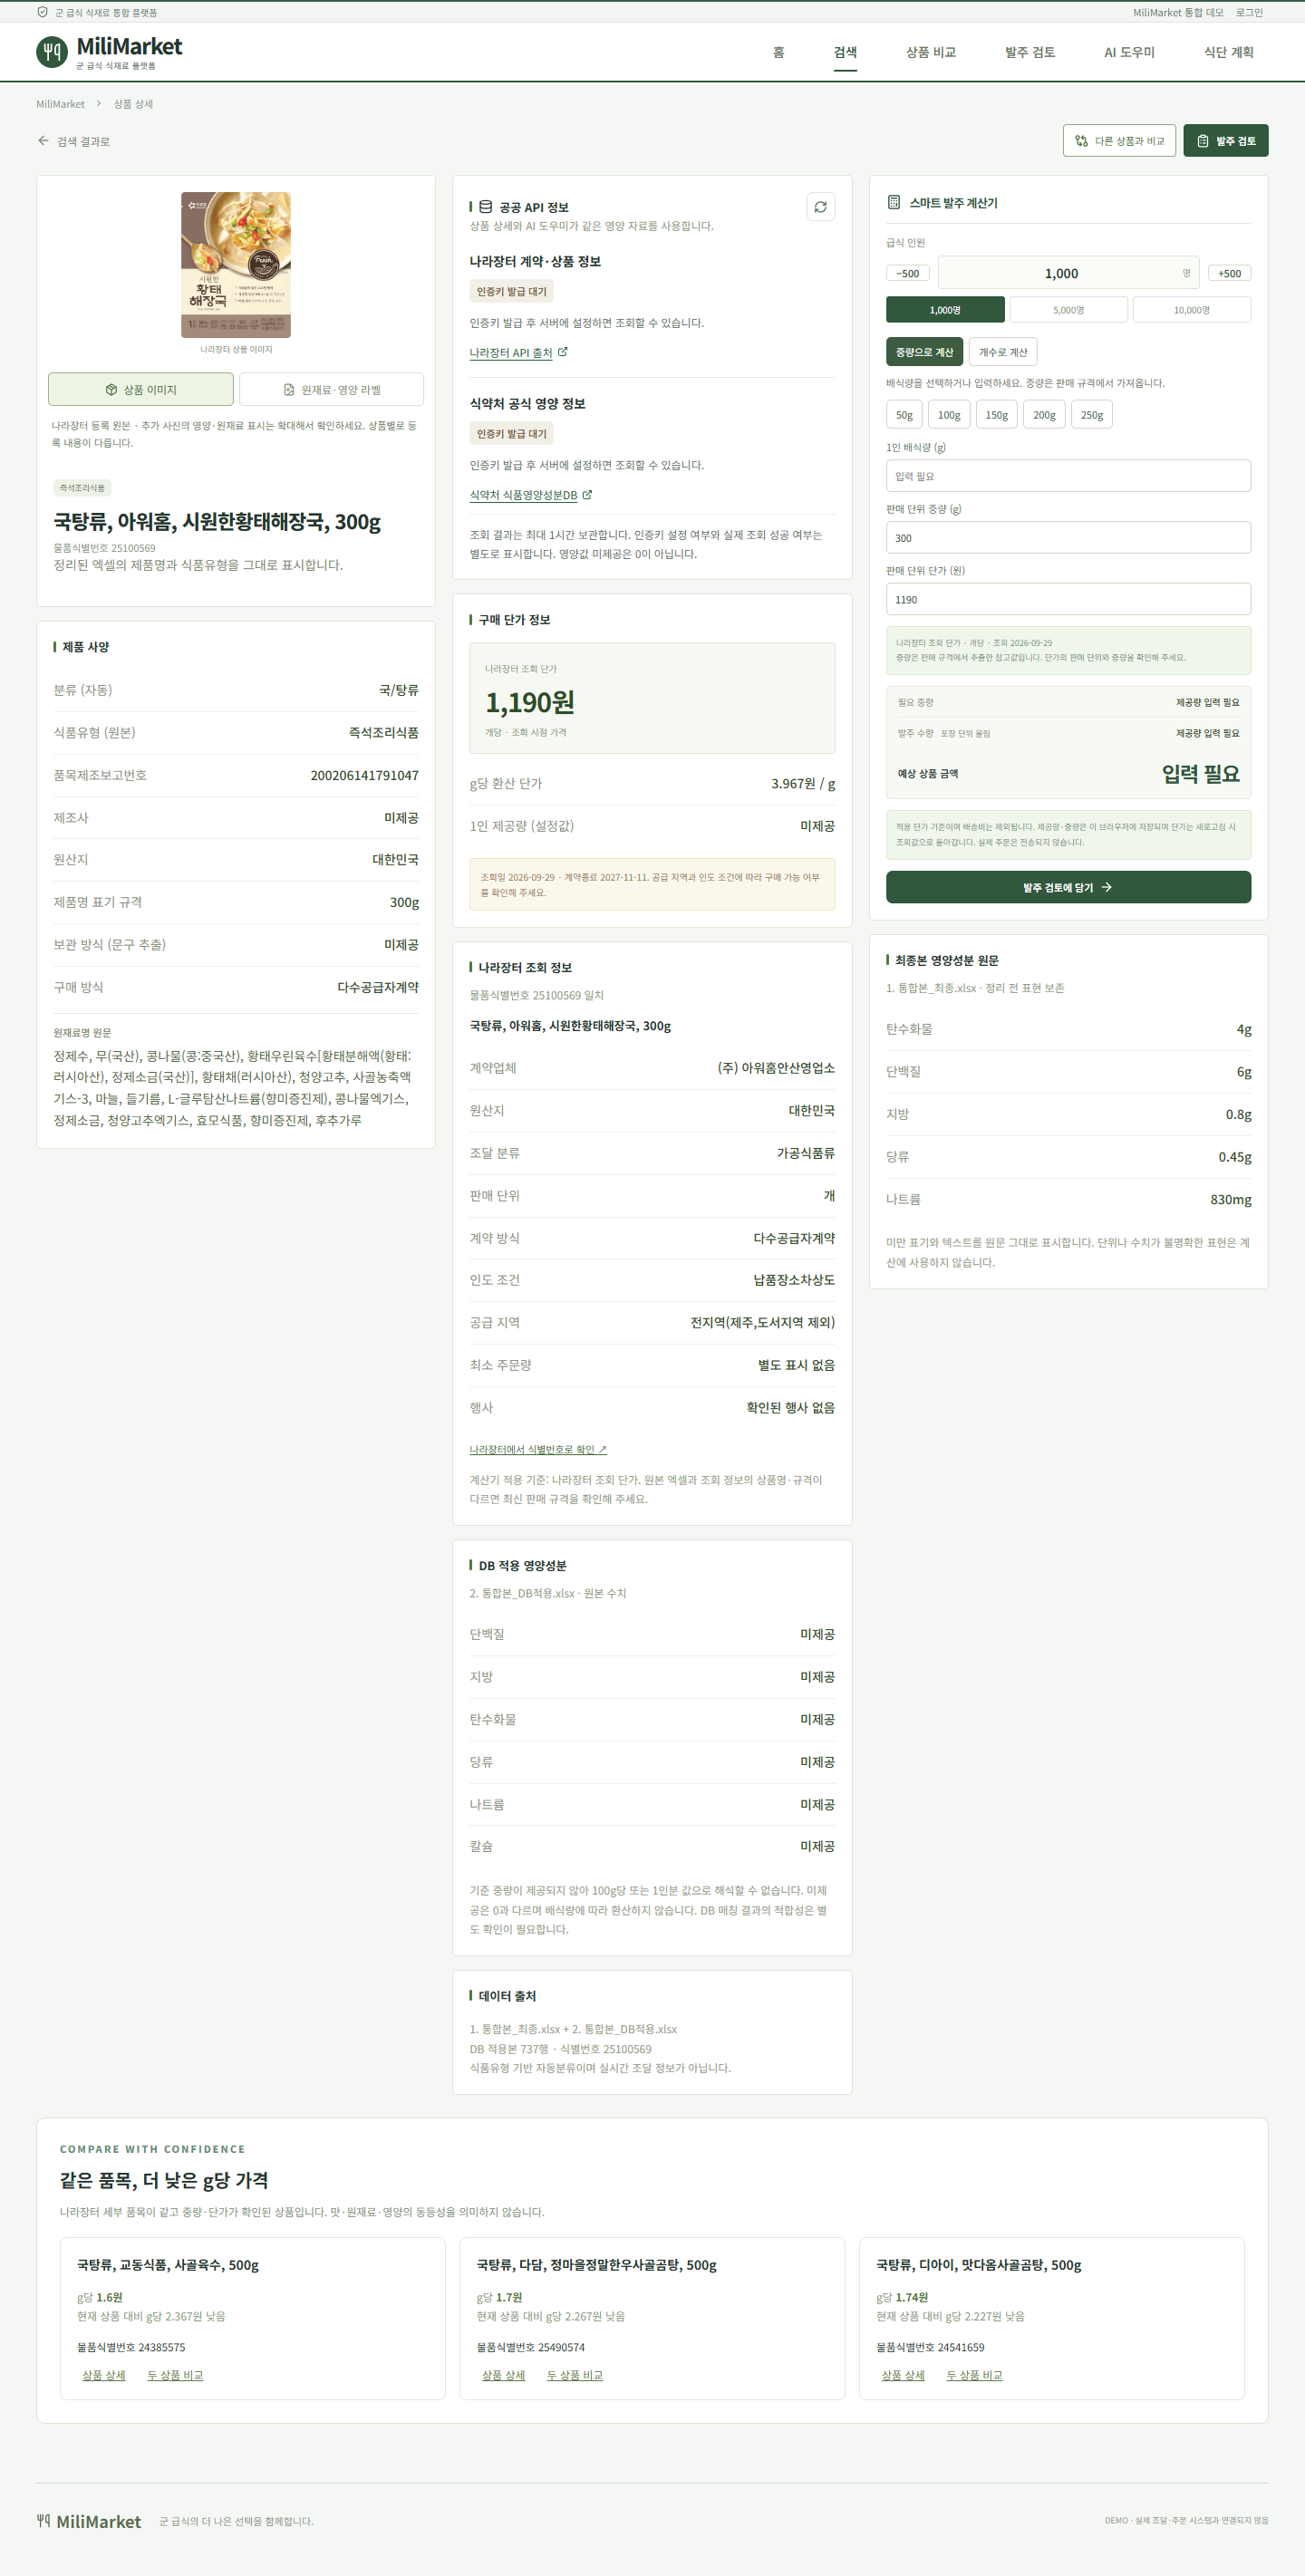 군 급식 식재료 통합 플랫폼
MiliMarket 통합 데모 로그인
MiliMarket
군 급식 식재료 플랫폼
홈 검색 상품 비교 발주 검토 AI 도우미 식단 계획
MiliMarket > 상품 상세
← 검색 결과로
다른 상품과 비교 발주 검토
아워홈
Fresh
시원한
황태
해장국
나라장터 상품 이미지
상품 이미지 원재료·영양 라벨
나라장터 등록 원본 · 추가 사진의 영양·원재료 표시는 확대해서 확인하세요. 상품별로 등
록 내용이 다릅니다.
즉석조리식품
국탕류, 아워홈, 시원한황태해장국, 300g
물품식별번호 25100569
정리된 엑셀의 제품명과 식품유형을 그대로 표시합니다.
제품 사양
분류 (자동) 국/탕류
식품유형 (원본) 즉석조리식품
품목제조보고번호 200206141791047
제조사 미제공
원산지 대한민국
제품명 표기 규격 300g
보관 방식 (문구 추출) 미제공
구매 방식 다수공급자계약
원재료명 원문
정제수, 무(국산), 콩나물(콩:중국산), 황태우린육수[황태분해액(황태:
러시아산), 정제소금(국산)], 황태채(러시아산), 청양고추, 사골농축액
기스-3, 마늘, 들기름, L-글루탐산나트륨(향미증진제), 콩나물엑기스,
정제소금, 청양고추엑기스, 효모식품, 향미증진제, 후추가루
공공 API 정보
상품 상세와 AI 도우미가 같은 영양 자료를 사용합니다.
나라장터 계약·상품 정보
인증키 발급 대기
인증키 발급 후 서버에 설정하면 조회할 수 있습니다.
나라장터 API 출처
식약처 공식 영양 정보
인증키 발급 대기
인증키 발급 후 서버에 설정하면 조회할 수 있습니다.
식약처 식품영양성분DB
조회 결과는 최대 1시간 보관합니다. 인증키 설정 여부와 실제 조회 성공 여부는
별도로 표시합니다. 영양값 미제공은 0이 아닙니다.
구매 단가 정보
나라장터 조회 단가
1,190원
개당 · 조회 시점 가격
g당 환산 단가 3.967원 / g
1인 제공량 (설정값) 미제공
조회일 2026-09-29 · 계약종료 2027-11-11. 공급 지역과 인도 조건에 따라 구매 가능 여부
를 확인해 주세요.
나라장터 조회 정보
물품식별번호 25100569 일치
국탕류, 아워홈, 시원한황태해장국, 300g
계약업체 (주) 아워홈안산영업소
원산지 대한민국
조달 분류 가공식품류
판매 단위 개
계약 방식 다수공급자계약
인도 조건 납품장소차상도
공급 지역 전지역(제주,도서지역 제외)
최소 주문량 별도 표시 없음
행사 확인된 행사 없음
나라장터에서 식별번호로 확인 ↗
계산기 적용 기준: 나라장터 조회 단가. 원본 엑셀과 조회 정보의 상품명·규격이
다르면 최신 판매 규격을 확인해 주세요.
DB 적용 영양성분
2. 통합본_DB적용.xlsx · 원본 수치
단백질 미제공
지방 미제공
탄수화물 미제공
당류 미제공
나트륨 미제공
칼슘 미제공
기준 중량이 제공되지 않아 100g당 또는 1인분 값으로 해석할 수 없습니다. 미제
공은 0과 다르며 배식량에 따라 환산하지 않습니다. DB 매칭 결과의 적합성은 별
도 확인이 필요합니다.
데이터 출처
1. 통합본_최종.xlsx + 2. 통합본_DB적용.xlsx
DB 적용본 737행 · 식별번호 25100569
식품유형 기반 자동분류이며 실시간 조달 정보가 아닙니다.
스마트 발주 계산기
급식 인원
−500 1,000 명 +500
1,000명 5,000명 10,000명
중량으로 계산 개수로 계산
배식량을 선택하거나 입력하세요. 중량은 판매 규격에서 가져옵니다.
50g 100g 150g 200g 250g
1인 배식량 (g)
입력 필요
판매 단위 중량 (g)
300
판매 단위 단가 (원)
1190
나라장터 조회 단가 · 개당 · 조회 2026-09-29
중량은 판매 규격에서 추출한 참고값입니다. 단가의 판매 단위와 중량을 확인해 주세요.
필요 중량 제공량 입력 필요
발주 수량 포장 단위 올림 제공량 입력 필요
예상 상품 금액 입력 필요
적용 단가 기준이며 배송비는 제외됩니다. 제공량·중량은 이 브라우저에 저장되며 단가는 새로고침 시
조회값으로 돌아갑니다. 실제 주문은 전송되지 않습니다.
발주 검토에 담기 →
최종본 영양성분 원문
1. 통합본_최종.xlsx · 정리 전 표현 보존
탄수화물 4g
단백질 6g
지방 0.8g
당류 0.45g
나트륨 830mg
미만 표기와 텍스트를 원문 그대로 표시합니다. 단위나 수치가 불명확한 표현은 계
산에 사용하지 않습니다.
COMPARE WITH CONFIDENCE
같은 품목, 더 낮은 g당 가격
나라장터 세부 품목이 같고 중량·단가가 확인된 상품입니다. 맛·원재료·영양의 동등성을 의미하지 않습니다.
국탕류, 교동식품, 사골육수, 500g
g당 1.6원
현재 상품 대비 g당 2.367원 낮음
물품식별번호 24385575
상품 상세 두 상품 비교
국탕류, 다담, 정마을정말한우사골곰탕, 500g
g당 1.7원
현재 상품 대비 g당 2.267원 낮음
물품식별번호 25490574
상품 상세 두 상품 비교
국탕류, 디아이, 맛다옴사골곰탕, 500g
g당 1.74원
현재 상품 대비 g당 2.227원 낮음
물품식별번호 24541659
상품 상세 두 상품 비교
MiliMarket 군 급식의 더 나은 선택을 함께합니다.
DEMO · 실제 조달·주문 시스템과 연결되지 않음